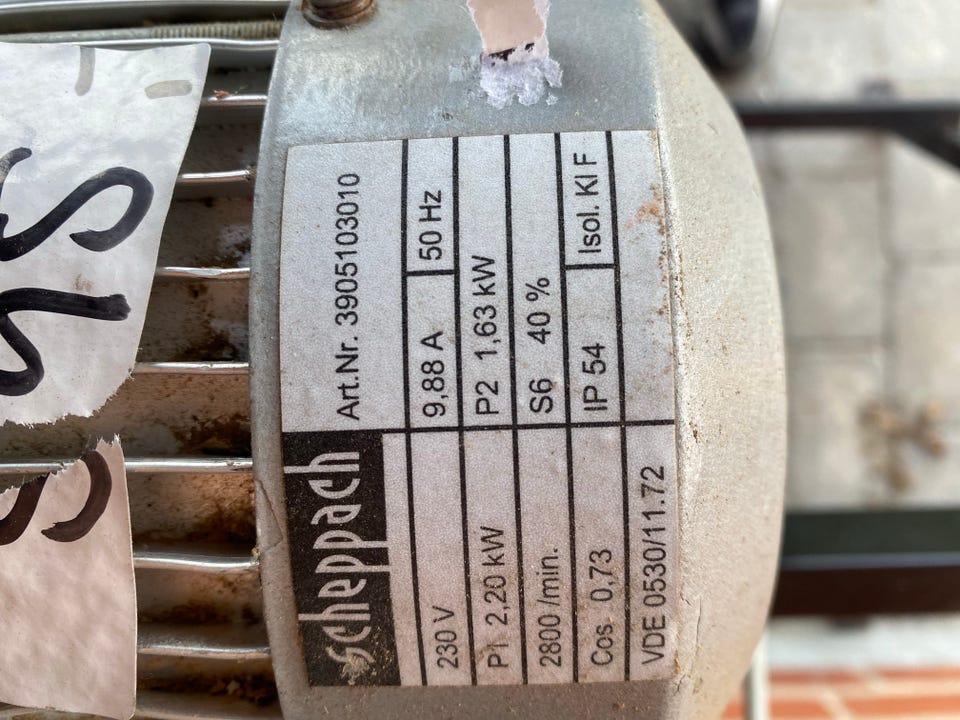 scheppach Art.Nr. 3905103010
230 V 9,88 A 50 Hz
P1 2,20 kW P2 1,63 kW
2800 /min. S6 40 %
Cos 0,73 IP 54 Isol. Kl F
VDE 0530/11.72